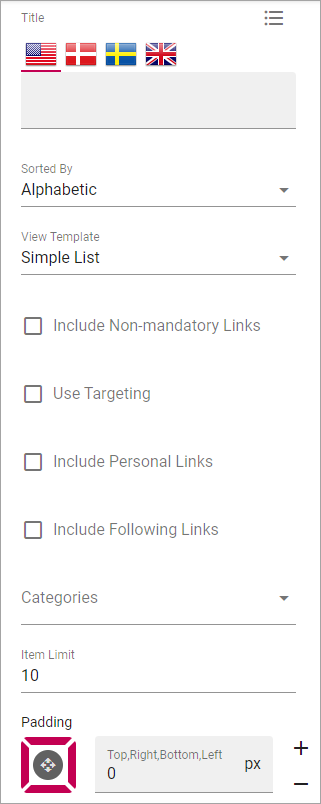 Title
Sorted By
Alphabetic
View Template
Simple List
Include Non-mandatory Links
Use Targeting
Include Personal Links
Include Following Links
Categories
Item Limit
10
Padding
Top,Right,Bottom,Left
0 px